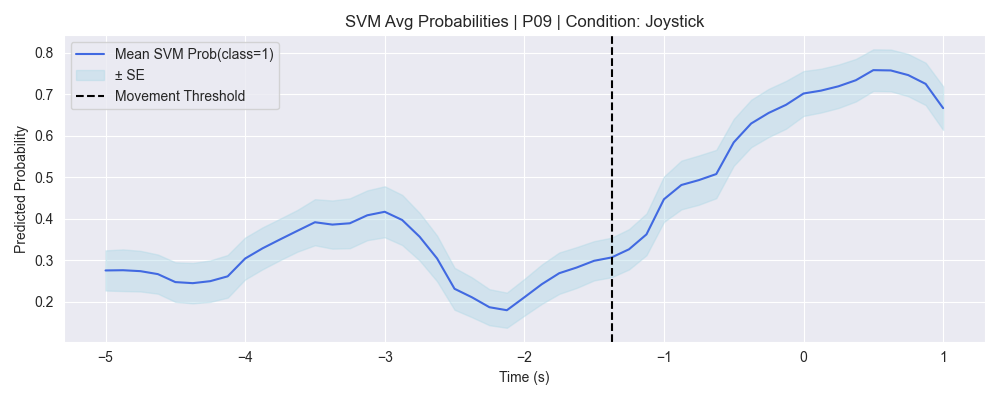 SVM Avg Probabilities | P09 | Condition: Joystick
Mean SVM Prob(class=1)
± SE
Movement Threshold
Predicted Probability
0.8
0.7
0.6
0.5
0.4
0.3
0.2
−5
−4
−3
−2
−1
0
1
Time (s)